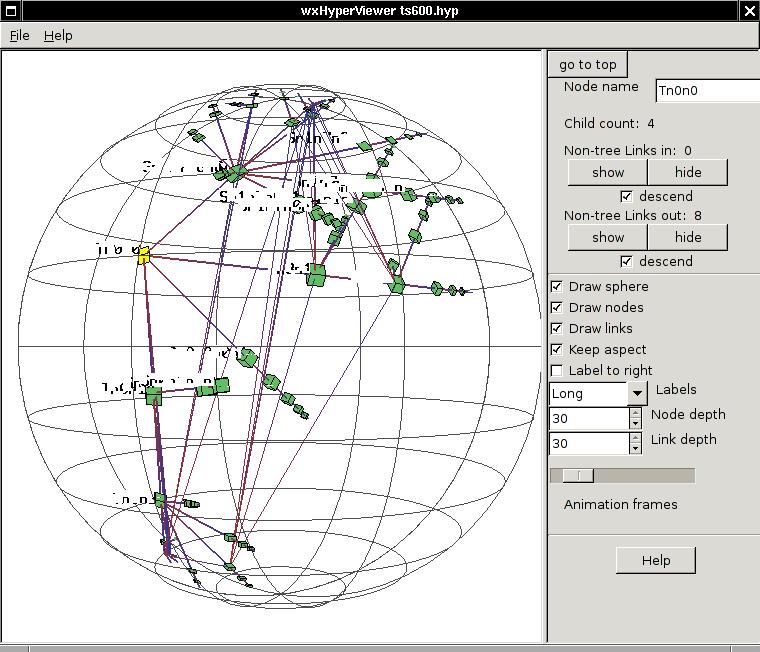 wxHyperViewer ts600.hyp
File Help
go to top
Node name Tn0n0
Child count: 4
Non-tree Links in: 0
show hide
descend
Non-tree Links out: 8
show hide
descend
Draw sphere
Draw nodes
Draw links
Keep aspect
Label to right
Long Labels
30 Node depth
30 Link depth
Animation frames
Help